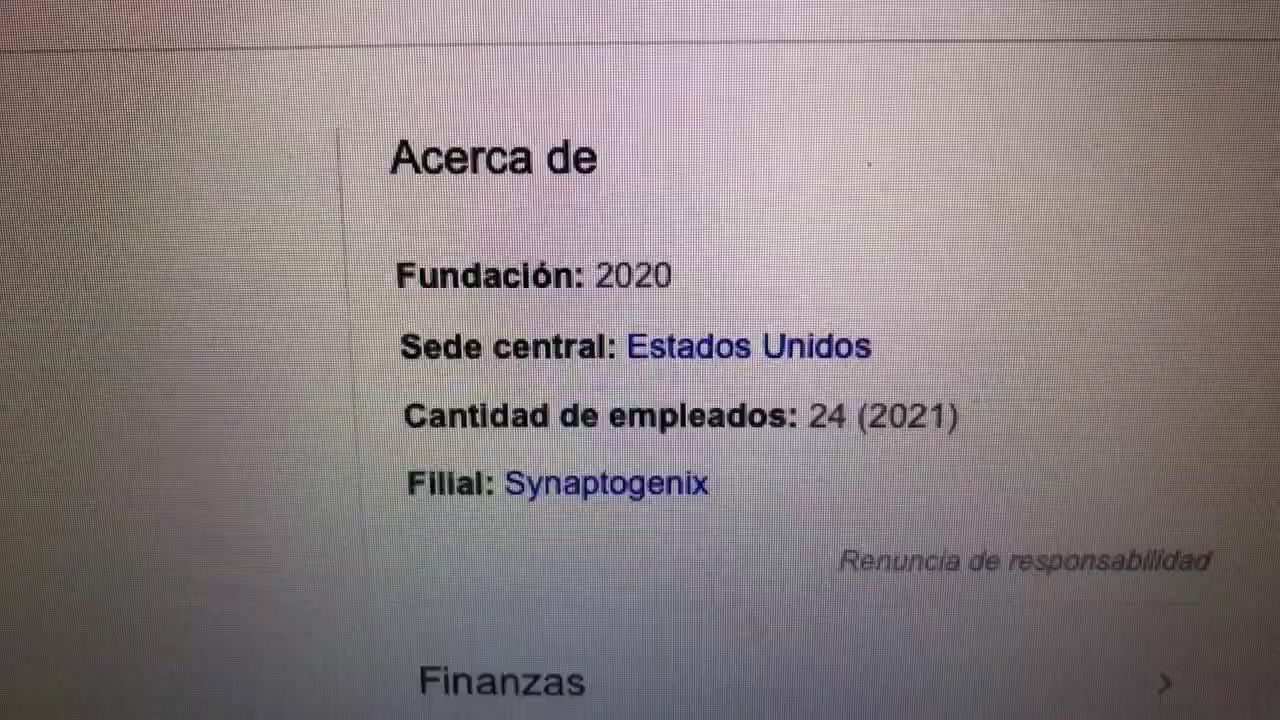 Acerca de
Fundación: 2020
Sede central: Estados Unidos
Cantidad de empleados: 24 (2021)
Filial: Synaptogenix
Renuncia de responsabilidad
Finanzas